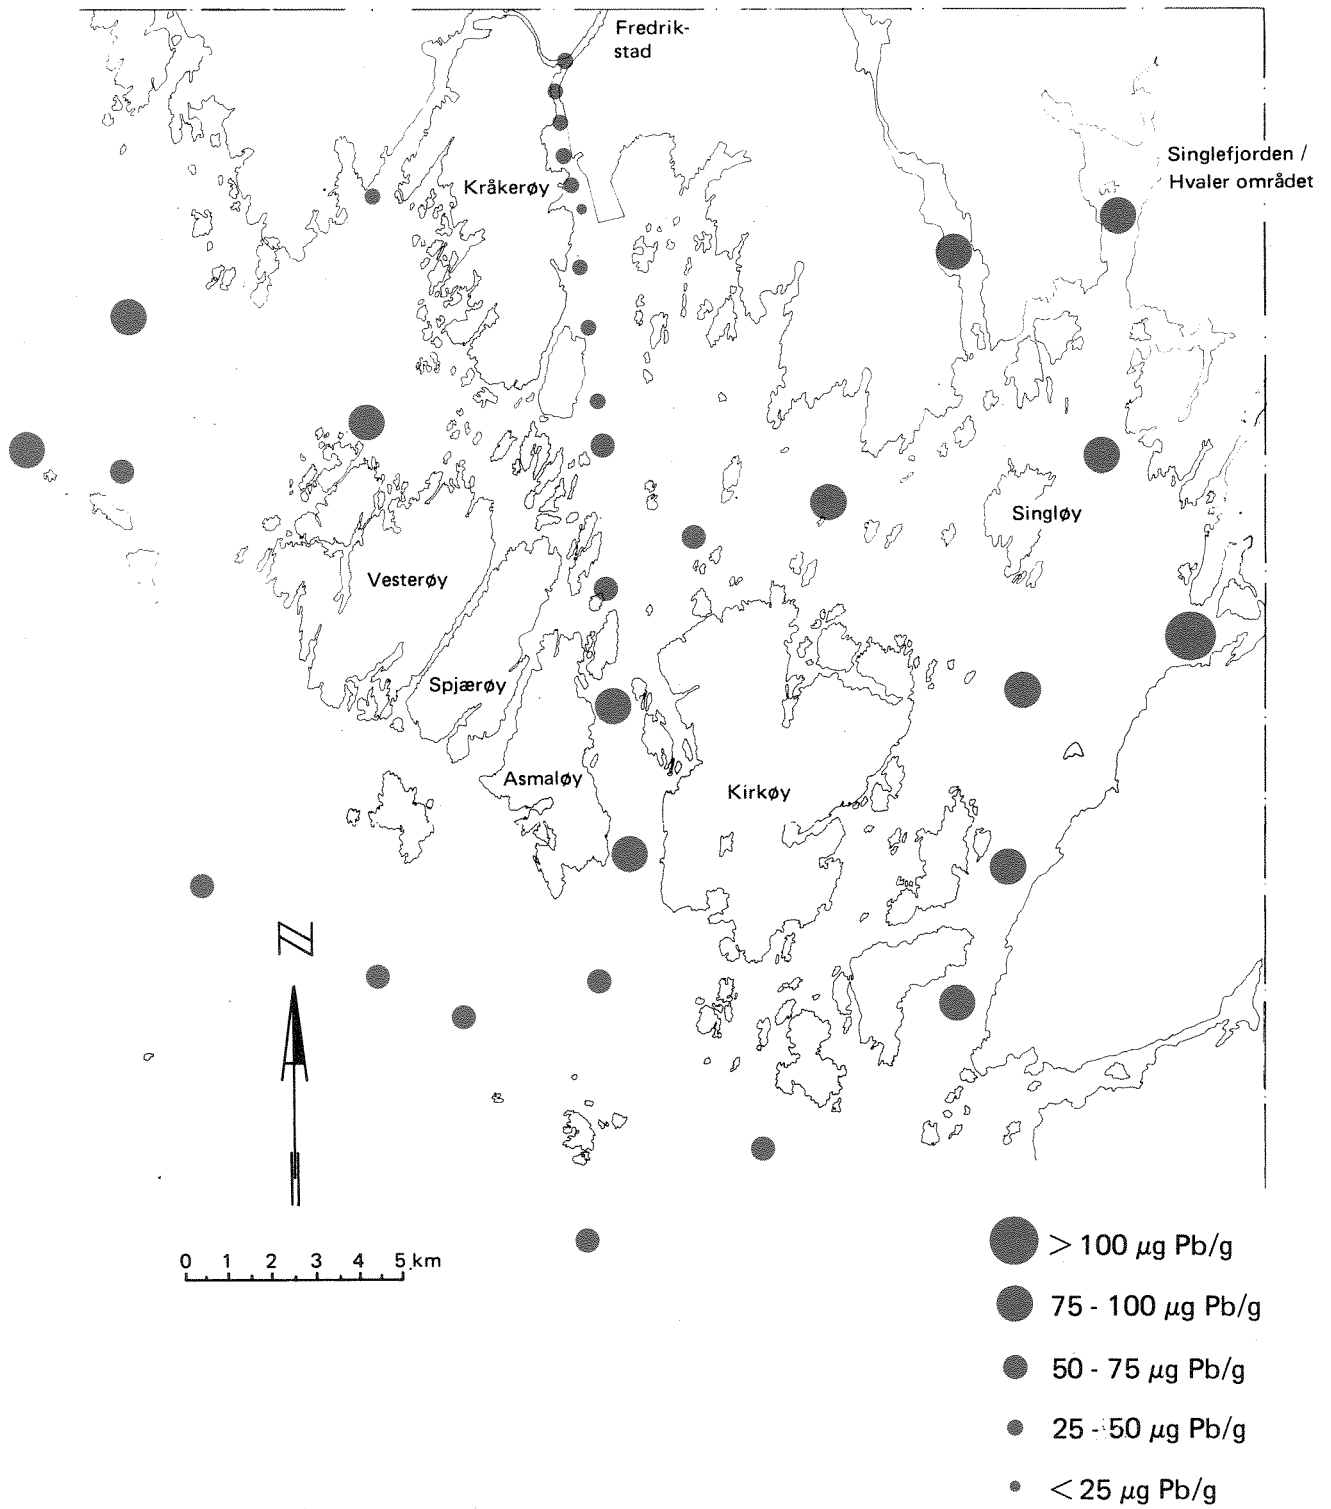 Fredrik-
stad
Singlefjorden /
Hvaler området
Kråkerøy
Singløy
Vesterøy
Spjærøy
Asmaløy
Kirkøy
N
0 1 2 3 4 5 km
> 100 µg Pb/g
75 - 100 µg Pb/g
50 - 75 µg Pb/g
25 - 50 µg Pb/g
< 25 µg Pb/g